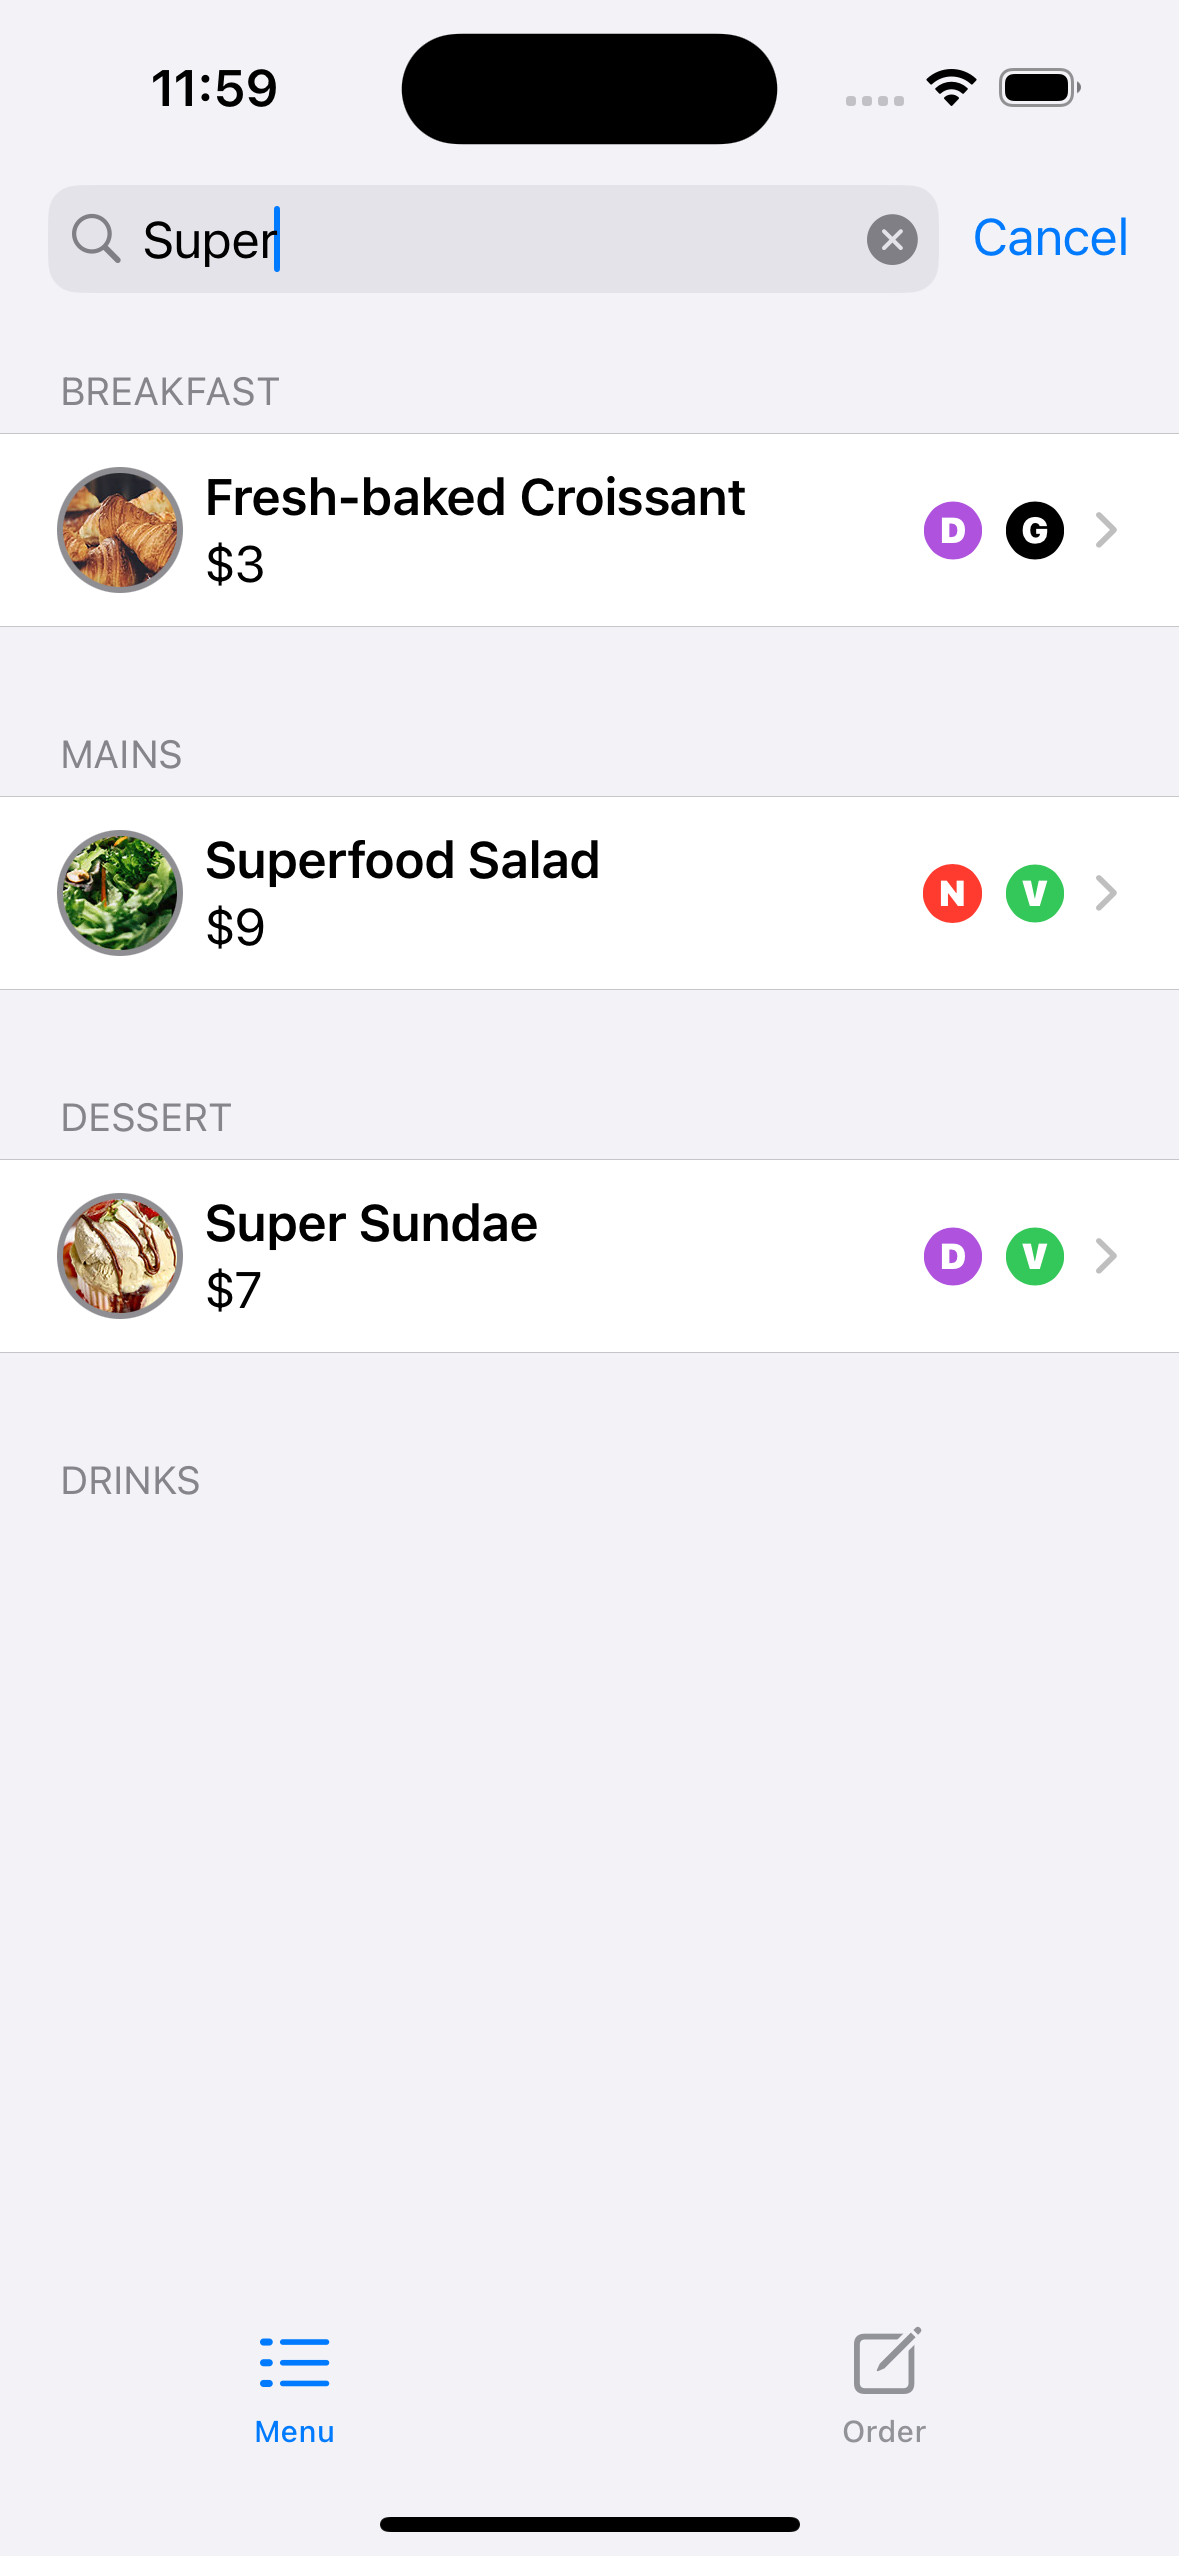 11:59
Super
Cancel
BREAKFAST
Fresh-baked Croissant
$3
D
G
MAINS
Superfood Salad
$9
N
V
DESSERT
Super Sundae
$7
D
V
DRINKS
Menu
Order